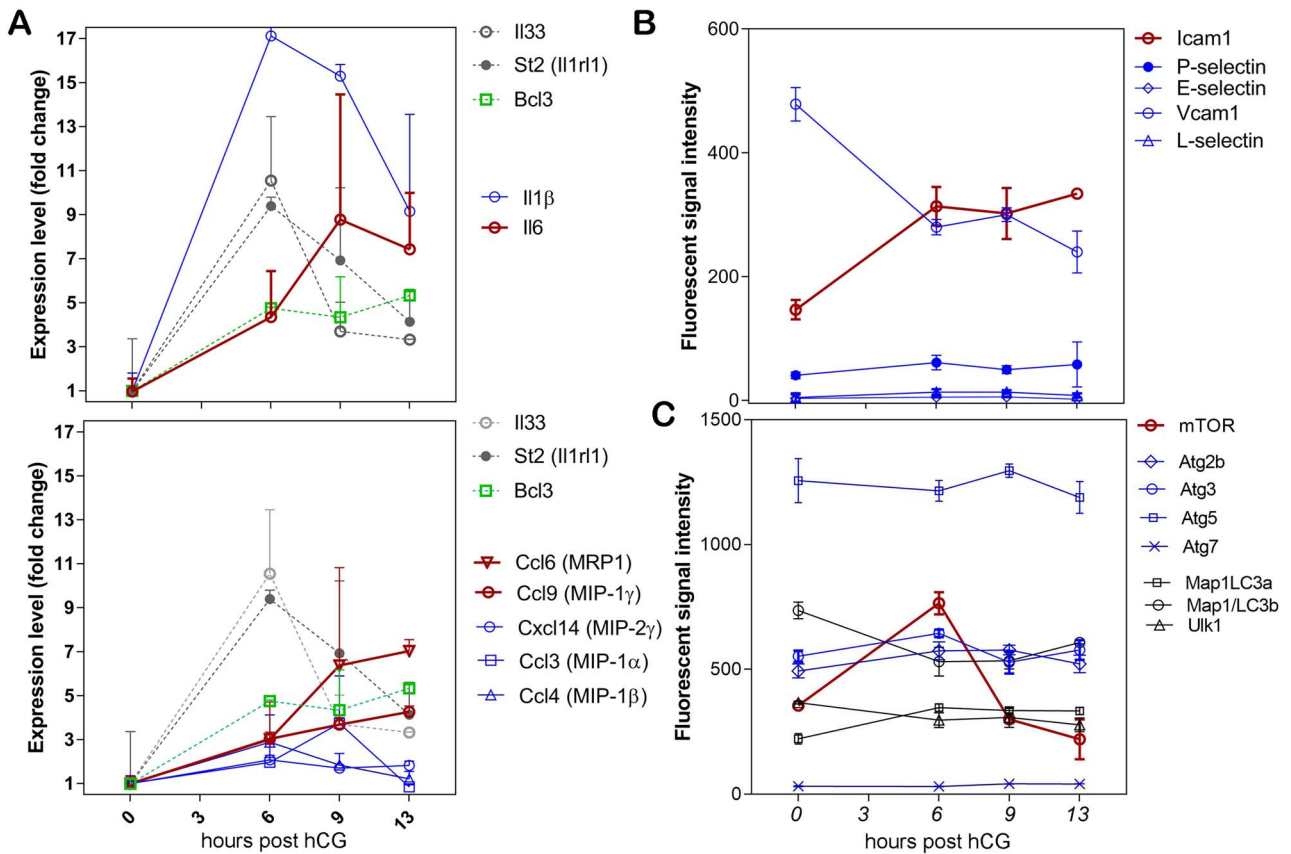 A
Expression level (fold change)
17
15
13
11
9
7
5
3
1
Il33
St2 (Il1rl1)
Bcl3
Il1β
Il6
Expression level (fold change)
17
15
13
11
9
7
5
3
1
0
3
6
9
13
hours post hCG
Il33
St2 (Il1rl1)
Bcl3
Ccl6 (MRP1)
Ccl9 (MIP-1γ)
Cxcl14 (MIP-2γ)
Ccl3 (MIP-1α)
Ccl4 (MIP-1β)
B
Fluorescent signal intensity
600
400
200
0
Icam1
P-selectin
E-selectin
Vcam1
L-selectin
C
Fluorescent signal intensity
1500
1000
500
0
0
3
6
9
13
hours post hCG
mTOR
Atg2b
Atg3
Atg5
Atg7
Map1LC3a
Map1/LC3b
Ulk1